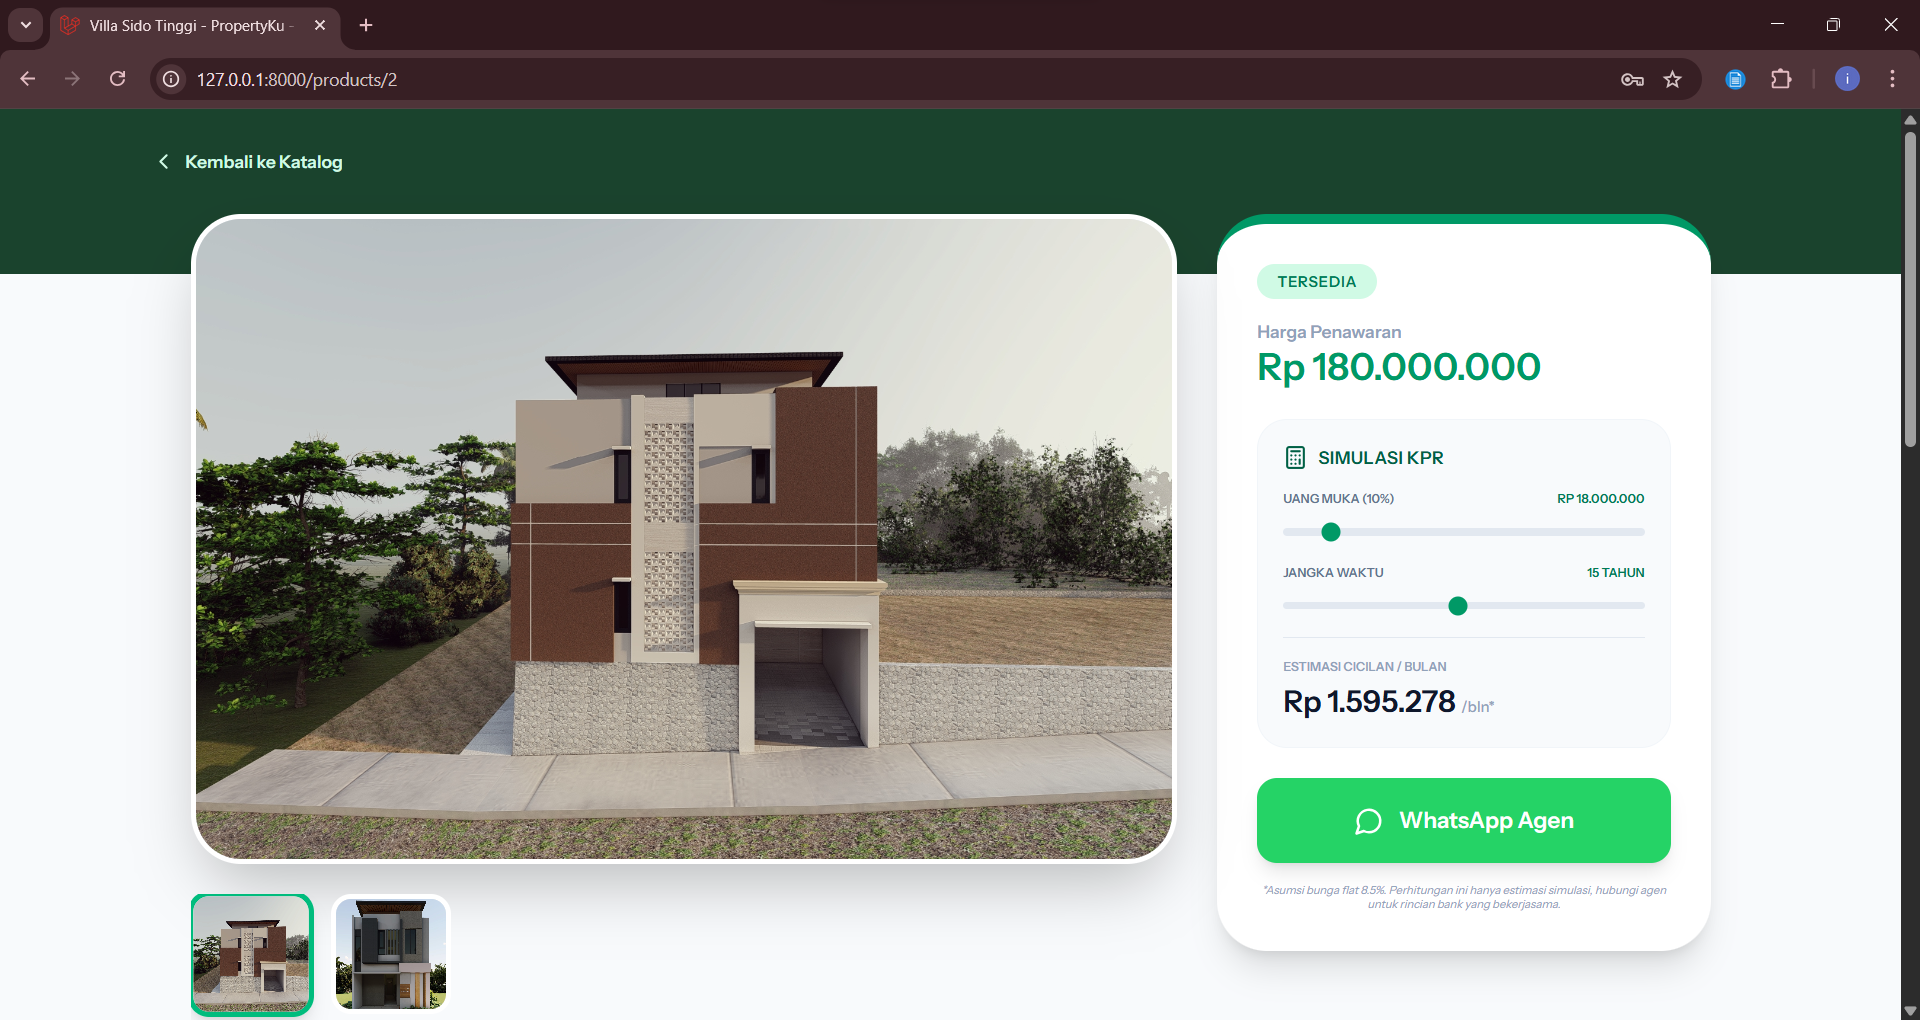 Villa Sido Tinggi - PropertyKu -
127.0.0.1:8000/products/2
i
Kembali ke Katalog
TERSEDIA
Harga Penawaran
Rp 180.000.000
SIMULASI KPR
UANG MUKA (10%) RP 18.000.000
JANGKA WAKTU 15 TAHUN
ESTIMASI CICILAN / BULAN
Rp 1.595.278 /bln*
WhatsApp Agen
*Asumsi bunga flat 8.5%. Perhitungan ini hanya estimasi simulasi, hubungi agen
untuk rincian bank yang bekerjasama.